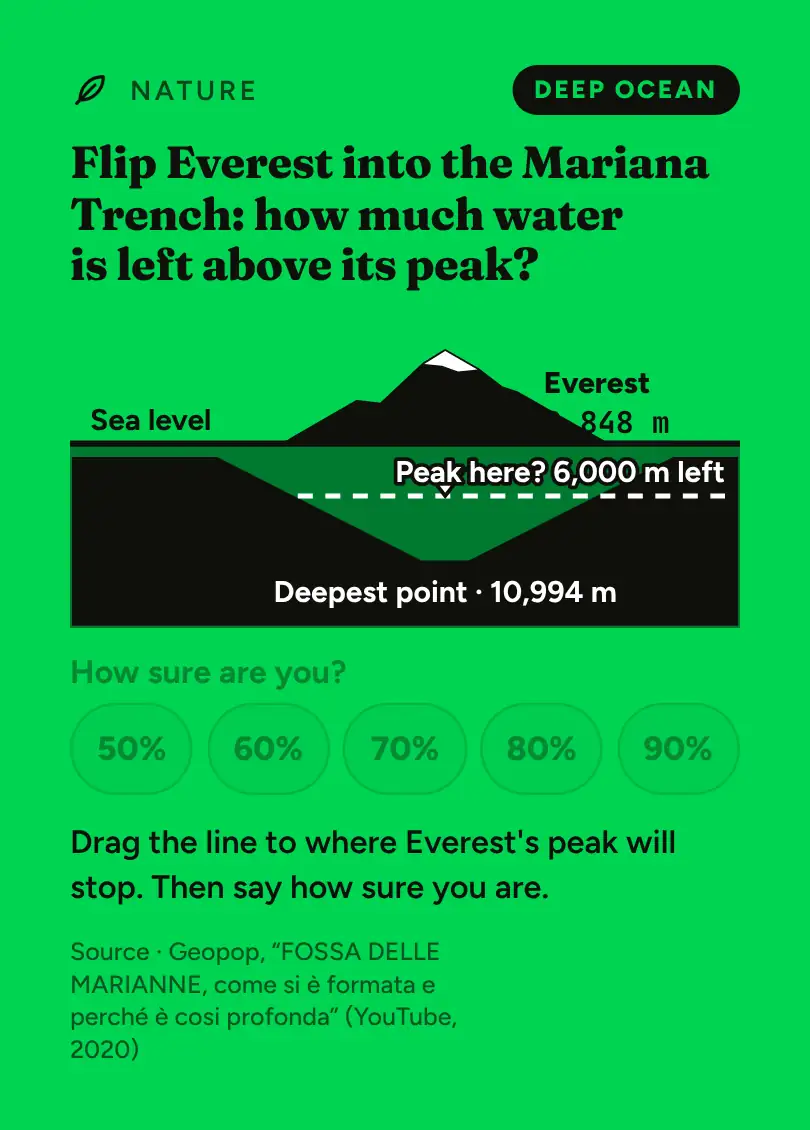 NATURE
DEEP OCEAN
Flip Everest into the Mariana
Trench: how much water
is left above its peak?
Everest
Sea level
848 m
Peak here? 6,000 m left
Deepest point · 10,994 m
How sure are you?
50% 60% 70% 80% 90%
Drag the line to where Everest's peak will
stop. Then say how sure you are.
Source · Geopop, “FOSSA DELLE
MARIANNE, come si è formata e
perché è cosi profonda” (YouTube,
2020)